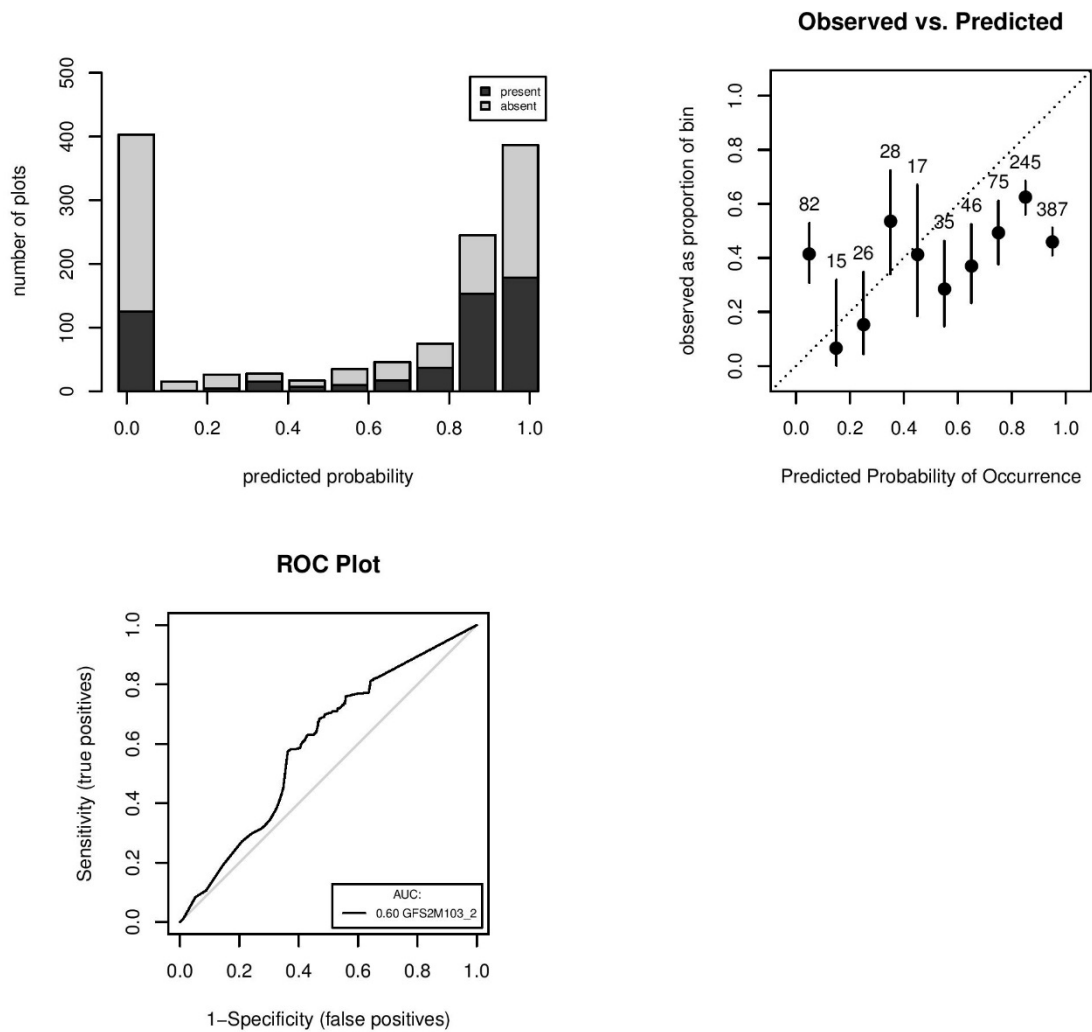 number of plots
500
400
300
200
100
0
present
absent
0.0 0.2 0.4 0.6 0.8 1.0
predicted probability
Observed vs. Predicted
observed as proportion of bin
1.0
0.8
0.6
0.4
0.2
0.0
82 15 26 28 17 35 46 75 245 387
0.0 0.2 0.4 0.6 0.8 1.0
Predicted Probability of Occurrence
ROC Plot
Sensitivity (true positives)
1.0
0.8
0.6
0.4
0.2
0.0
AUC:
0.60 GFS2M103_2
0.0 0.2 0.4 0.6 0.8 1.0
1−Specificity (false positives)